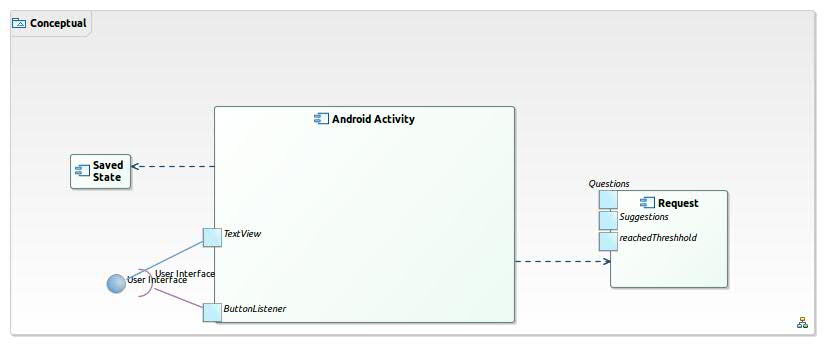 Conceptual
Android Activity
Saved
State
Questions
Request
Suggestions
TextView
reachedThreshhold
User Interface
User Interface
ButtonListener